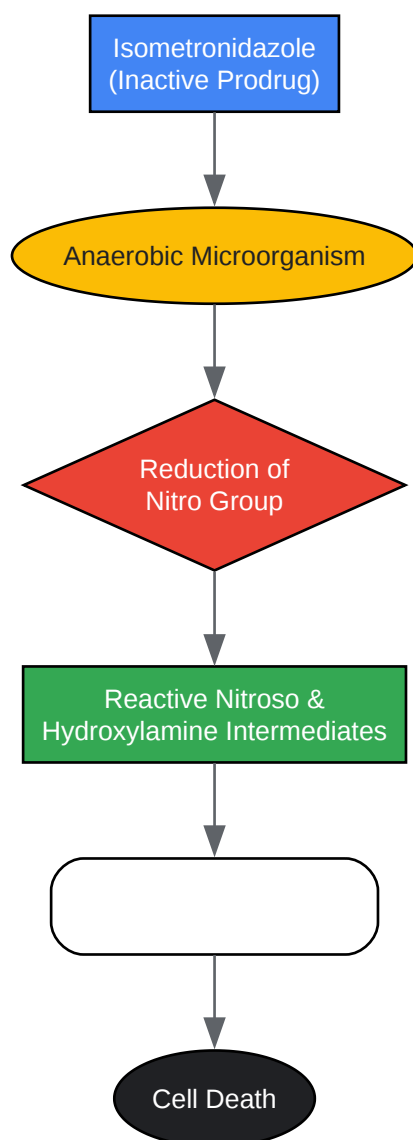 Isometronidazole
(Inactive Prodrug)
Anaerobic Microorganism
Reduction of
Nitro Group
Reactive Nitroso &
Hydroxylamine Intermediates
Cell Death